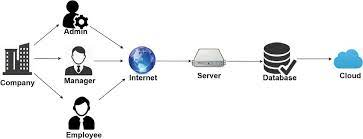 Admin
Company
Manager
Internet
Server
Database
Cloud
Employee